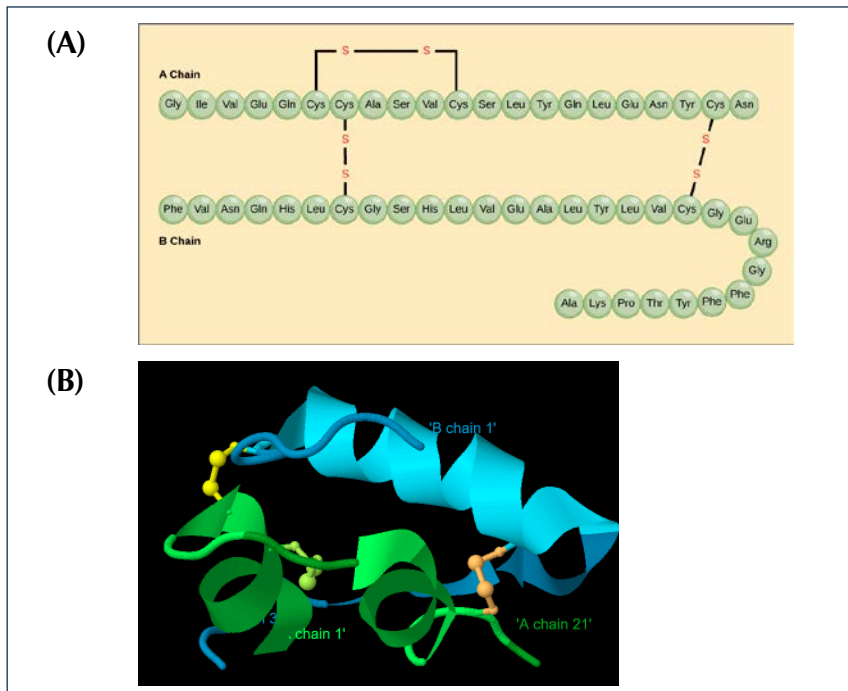 (A)
S S
A Chain
Gly Ile Val Glu Gln Cys Cys Ala Ser Val Cys Ser Leu Tyr Gln Leu Glu Asn Tyr Cys Asn
S S
S S
Phe Val Asn Gln His Leu Cys Gly Ser His Leu Val Glu Ala Leu Tyr Leu Val Cys Gly Glu
B Chain
Arg
Gly
Ala Lys Pro Thr Tyr Phe Phe
(B)
'B chain 1'
chain 1'
'A chain 21'